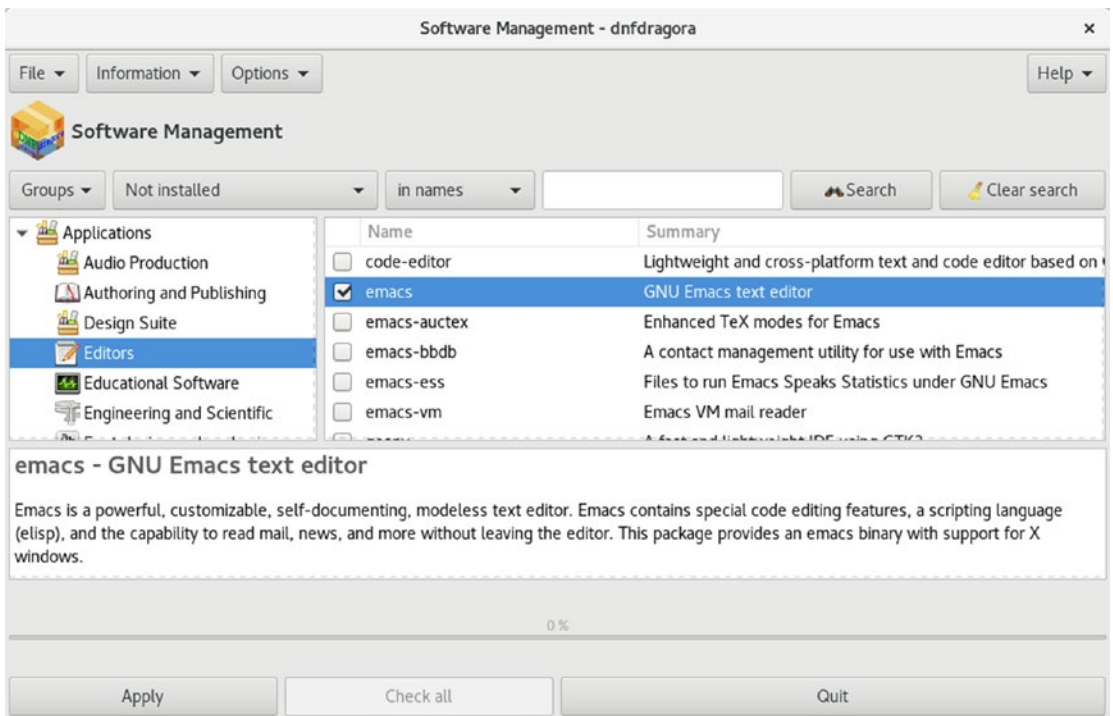 Software Management - dnfdragora
×
File Information Options Help
Software Management
Groups Not installed in names Search Clear search
Applications
Audio Production
Authoring and Publishing
Design Suite
Editors
Educational Software
Engineering and Scientific
Name Summary
code-editor Lightweight and cross-platform text and code editor based on
emacs GNU Emacs text editor
emacs-auctex Enhanced TeX modes for Emacs
emacs-bbdb A contact management utility for use with Emacs
emacs-ess Files to run Emacs Speaks Statistics under GNU Emacs
emacs-vm Emacs VM mail reader
A fast and lightweight IDE using GTK3
emacs - GNU Emacs text editor
Emacs is a powerful, customizable, self-documenting, modeless text editor. Emacs contains special code editing features, a scripting language
(elisp), and the capability to read mail, news, and more without leaving the editor. This package provides an emacs binary with support for X
windows.
0 %
Apply Check all Quit